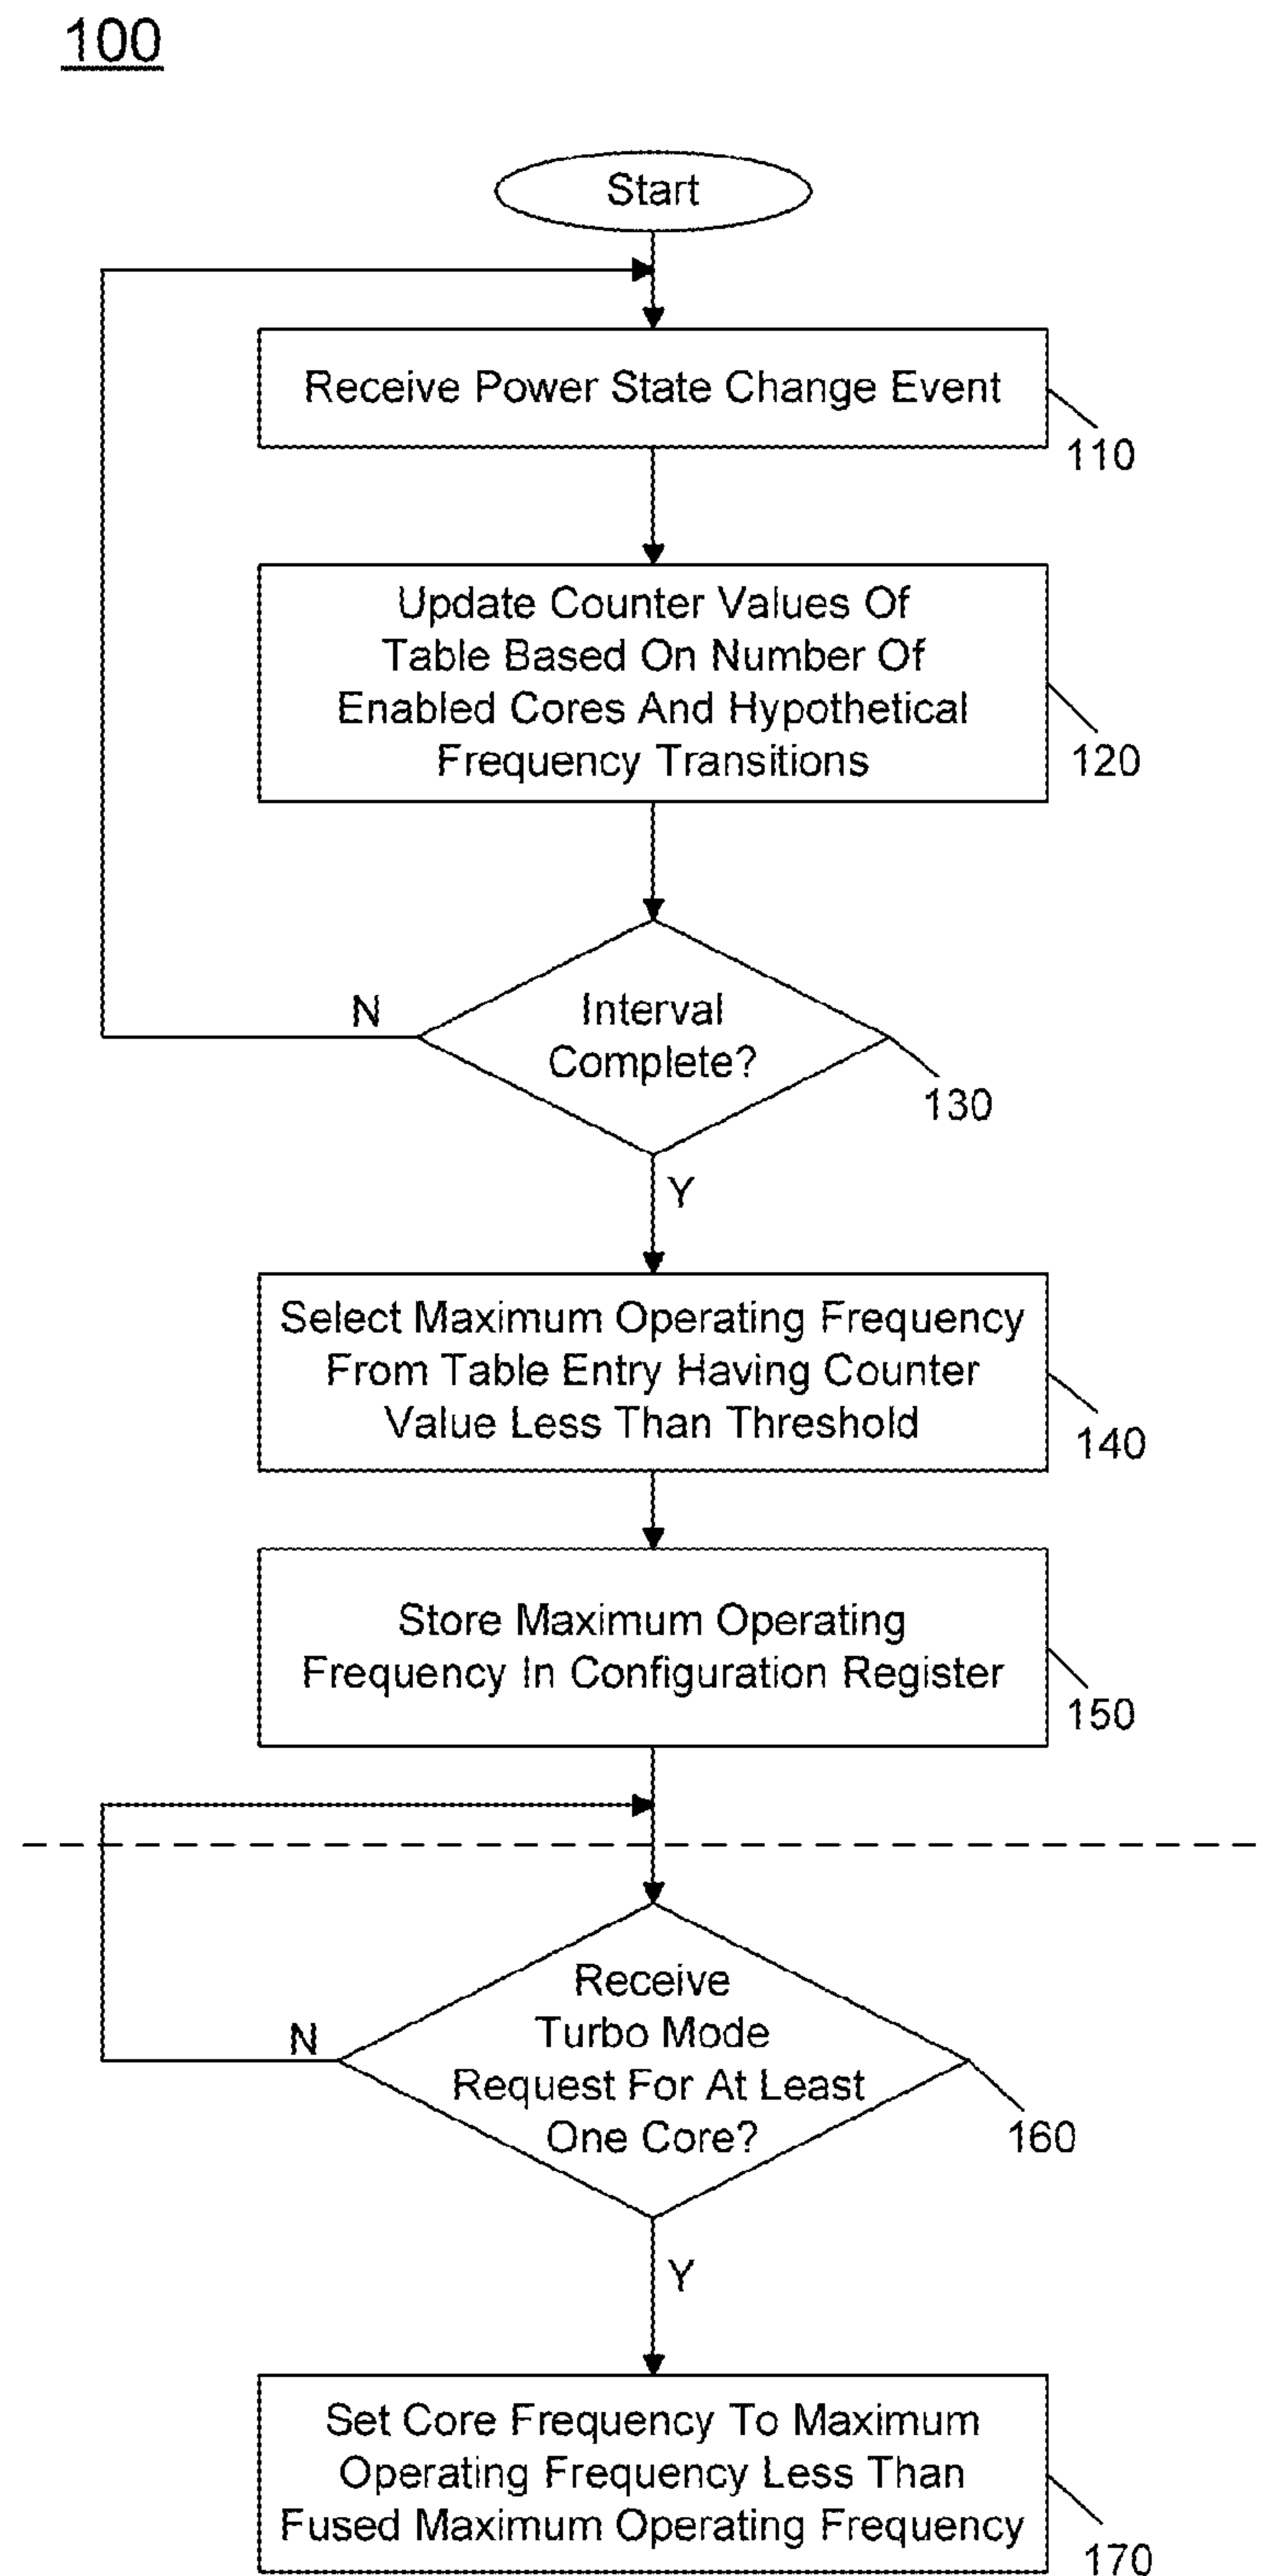 100
Start
Receive Power State Change Event
110
Update Counter Values Of
Table Based On Number Of
Enabled Cores And Hypothetical
Frequency Transitions
120
Interval
Complete?
N
130
Y
Select Maximum Operating Frequency
From Table Entry Having Counter
Value Less Than Threshold
140
Store Maximum Operating
Frequency In Configuration Register
150
Receive
Turbo Mode
Request For At Least
One Core?
N
160
Y
Set Core Frequency To Maximum
Operating Frequency Less Than
Fused Maximum Operating Frequency
170